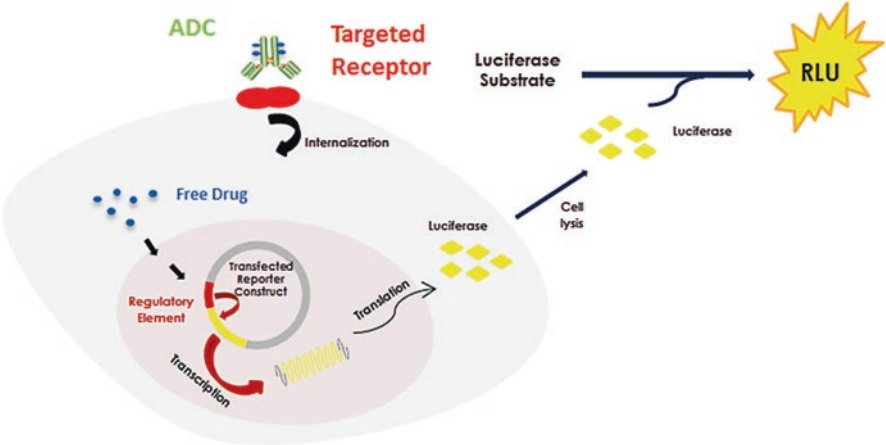 ADC
Targeted
Receptor
Luciferase
Substrate
RLU
Luciferase
Internalization
Free Drug
Cell
lysis
Luciferase
Transfected
Reporter
Construct
Regulatory
Element
Translation
Transcription